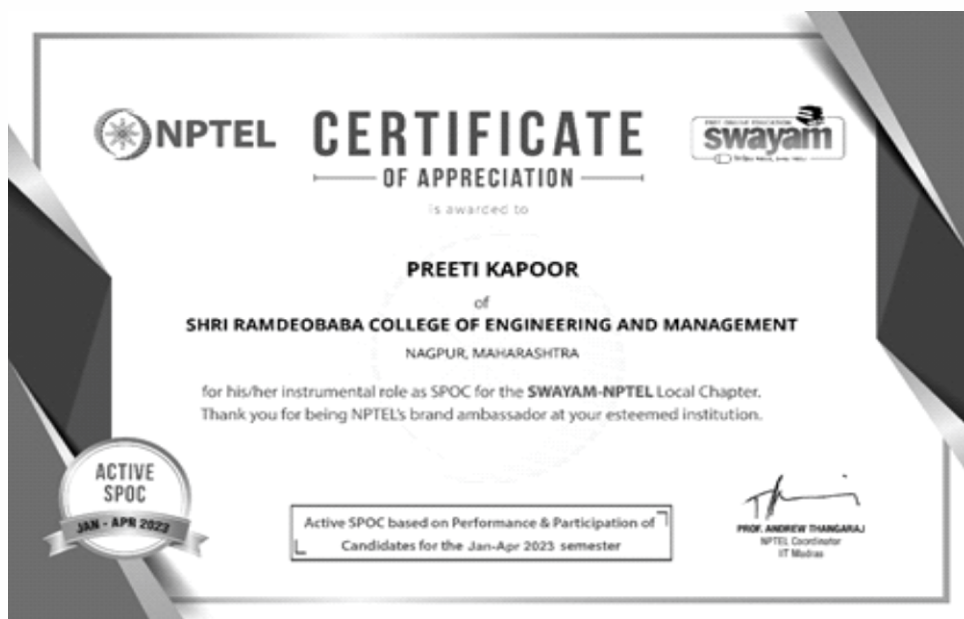 NPTEL
CERTIFICATE
OF APPRECIATION
FREE ONLINE EDUCATION
swayam
is awarded to
PREETI KAPOOR
of
SHRI RAMDEOBABA COLLEGE OF ENGINEERING AND MANAGEMENT
NAGPUR, MAHARASHTRA
for his/her instrumental role as SPOC for the SWAYAM-NPTEL Local Chapter.
Thank you for being NPTEL's brand ambassador at your esteemed institution.
ACTIVE
SPOC
JAN - APR 2023
Active SPOC based on Performance & Participation of
Candidates for the Jan-Apr 2023 semester
PROF. ANDREW THANGARAJ
NPTEL Coordinator
IIT Madras